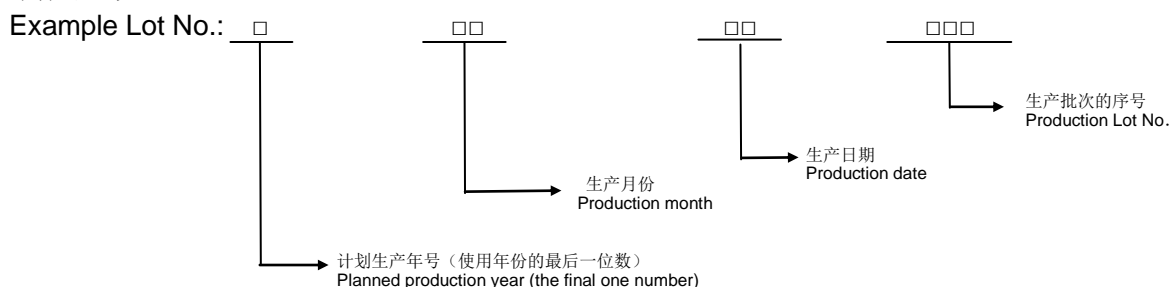 Example Lot No.: □ □□ □□ □□□
生产批次的序号
Production Lot No.
生产日期
Production date
生产月份
Production month
计划生产年号（使用年份的最后一位数）
Planned production year (the final one number)